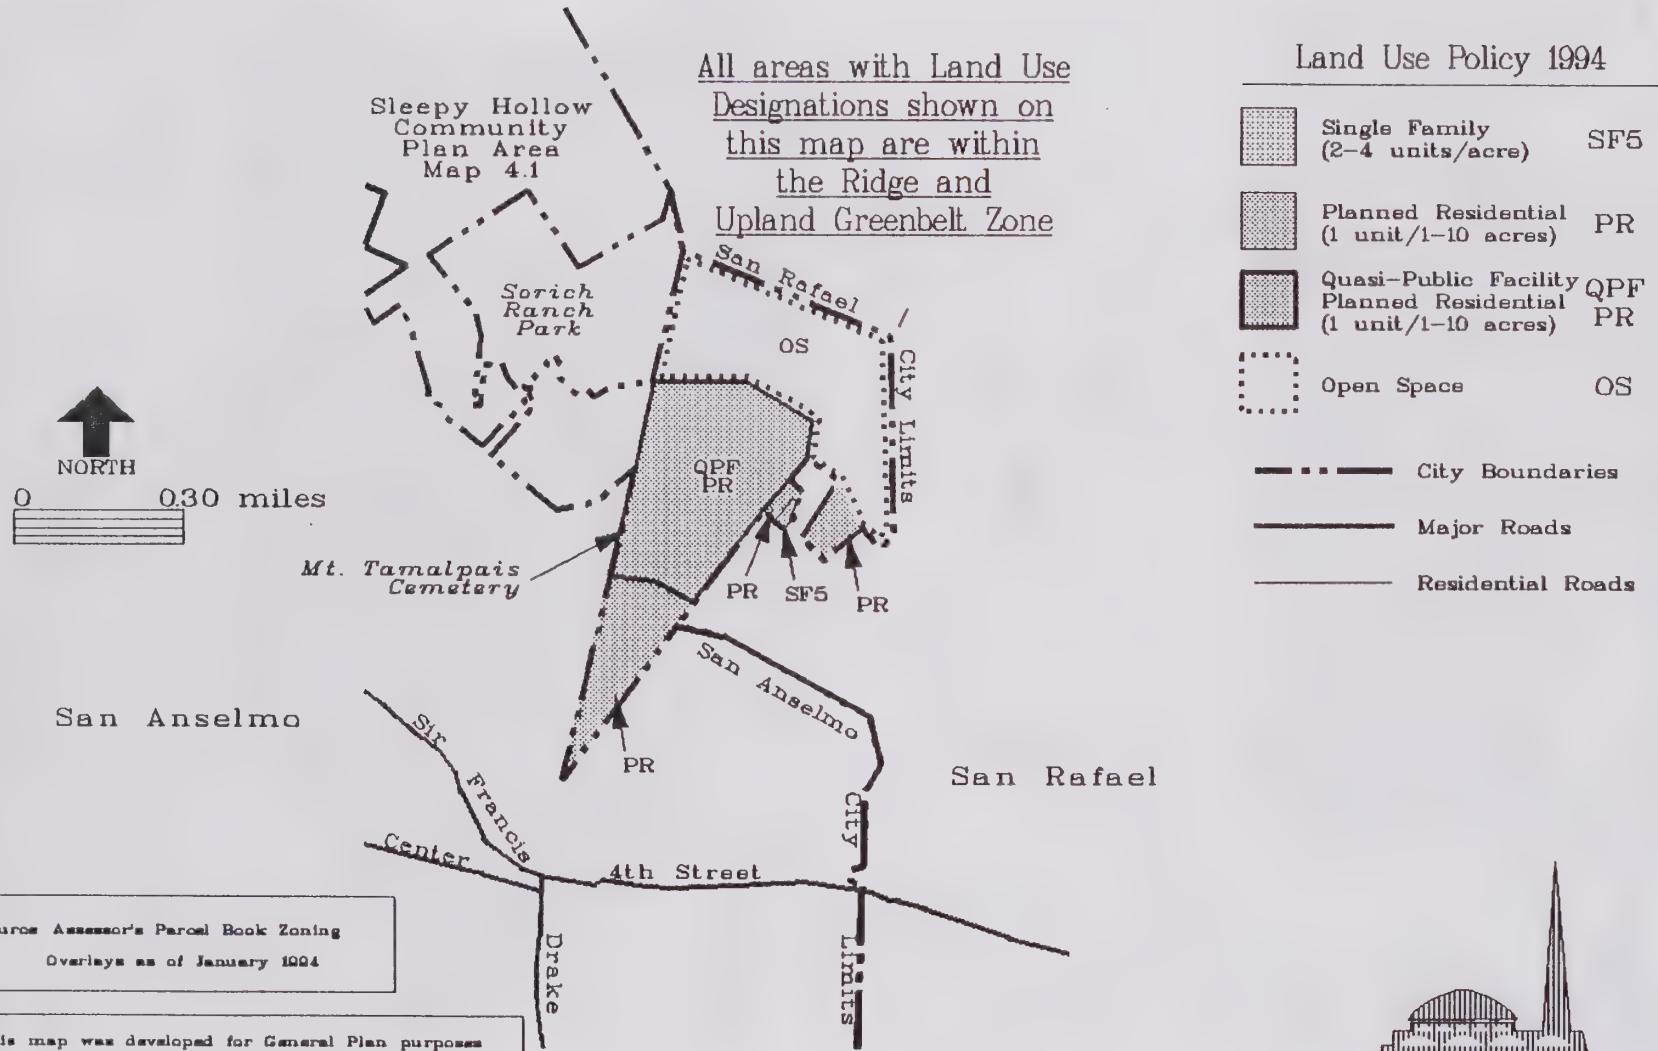 All areas with Land Use
Designations shown on
this map are within
the Ridge and
Upland Greenbelt Zone
Sleepy Hollow
Community
Plan Area
Map 4.1
Sorich
Ranch
Park
San Rafael
City Limits
OS
QPF
PR
Mt. Tamalpais
Cemetery
PR
SF5
PR
PR
NORTH
0 0.30 miles
San Anselmo
San Rafael
San Anselmo
City
Limits
Sir
Francis
Drake
Center
4th Street
Land Use Policy 1994
Single Family
(2-4 units/acre) SF5
Planned Residential
(1 unit/1-10 acres) PR
Quasi-Public Facility QPF
Planned Residential PR
(1 unit/1-10 acres)
Open Space OS
City Boundaries
Major Roads
Residential Roads
Assessor's Parcel Book Zoning
Overlays as of January 1994
map was developed for General Plan purposes